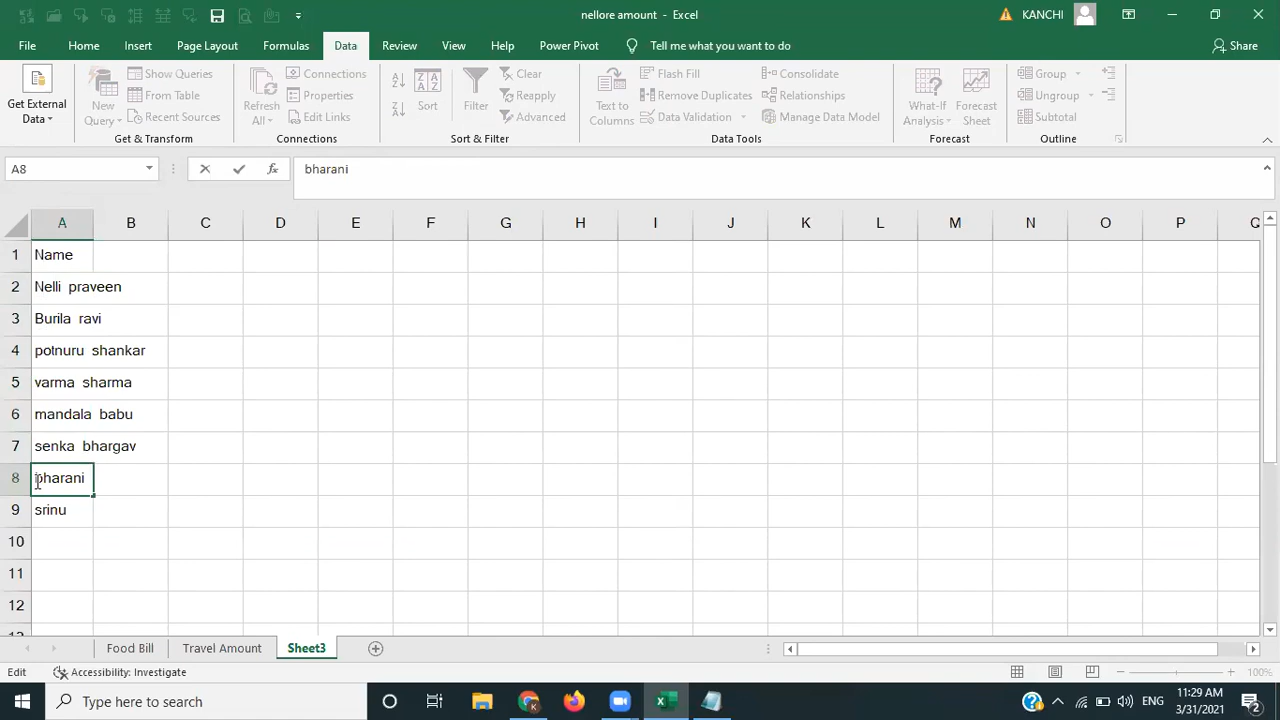 nellore amount - Excel
KANCHI
File Home Insert Page Layout Formulas Data Review View Help Power Pivot Tell me what you want to do Share
Get External Data
New Query
Show Queries
From Table
Recent Sources
Get & Transform
Refresh All
Connections
Properties
Edit Links
Connections
Sort
Filter
Clear
Reapply
Advanced
Sort & Filter
Text to Columns
Flash Fill
Remove Duplicates
Data Validation
Consolidate
Relationships
Manage Data Model
Data Tools
What-If Analysis
Forecast Sheet
Forecast
Group
Ungroup
Subtotal
Outline
A8 fx bharani
A B C D E F G H I J K L M N O P Q
1 Name
2 Nelli praveen
3 Burila ravi
4 potnuru shankar
5 varma sharma
6 mandala babu
7 senka bhargav
8 bharani
9 srinu
10
11
12
13
Food Bill Travel Amount Sheet3
Edit Accessibility: Investigate 100%
Type here to search ENG 11:29 AM
3/31/2021 2